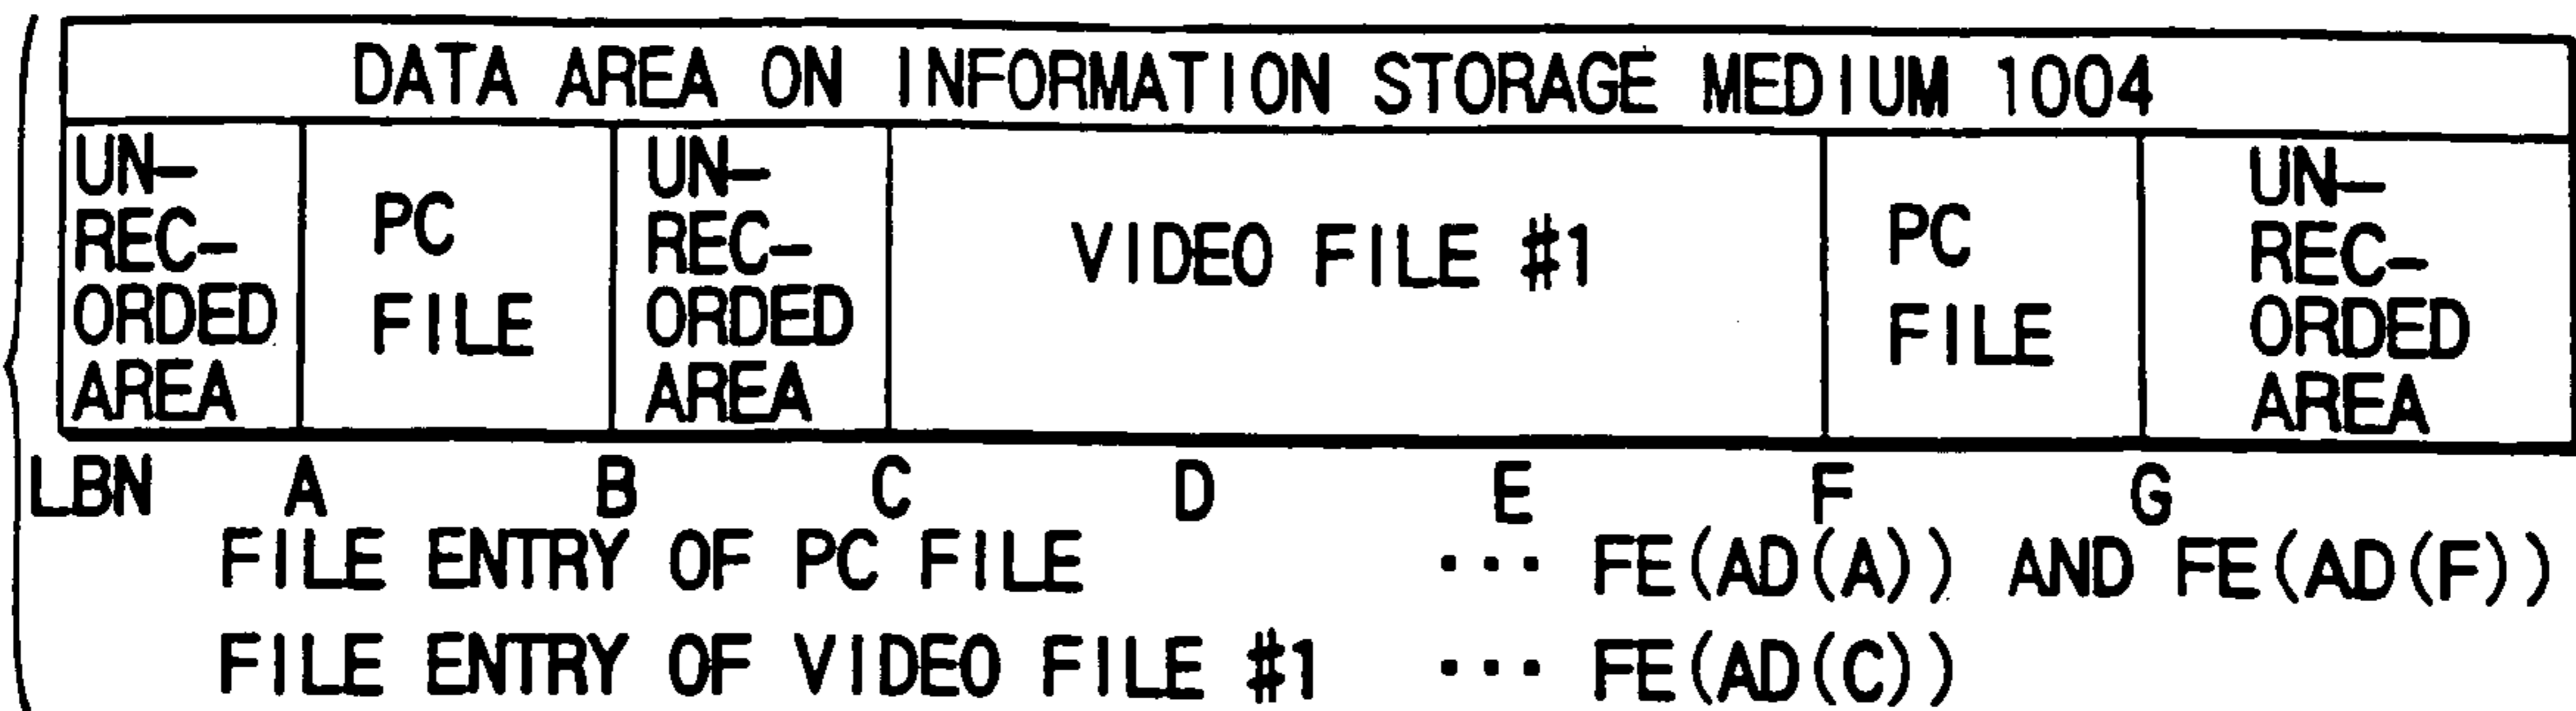 DATA AREA ON INFORMATION STORAGE MEDIUM 1004
UN-
REC-
ORDED
AREA
PC
FILE
UN-
REC-
ORDED
AREA
VIDEO FILE #1
PC
FILE
UN-
REC-
ORDED
AREA
LBN A B C D E F G
FILE ENTRY OF PC FILE ··· FE(AD(A)) AND FE(AD(F))
FILE ENTRY OF VIDEO FILE #1 ··· FE(AD(C))